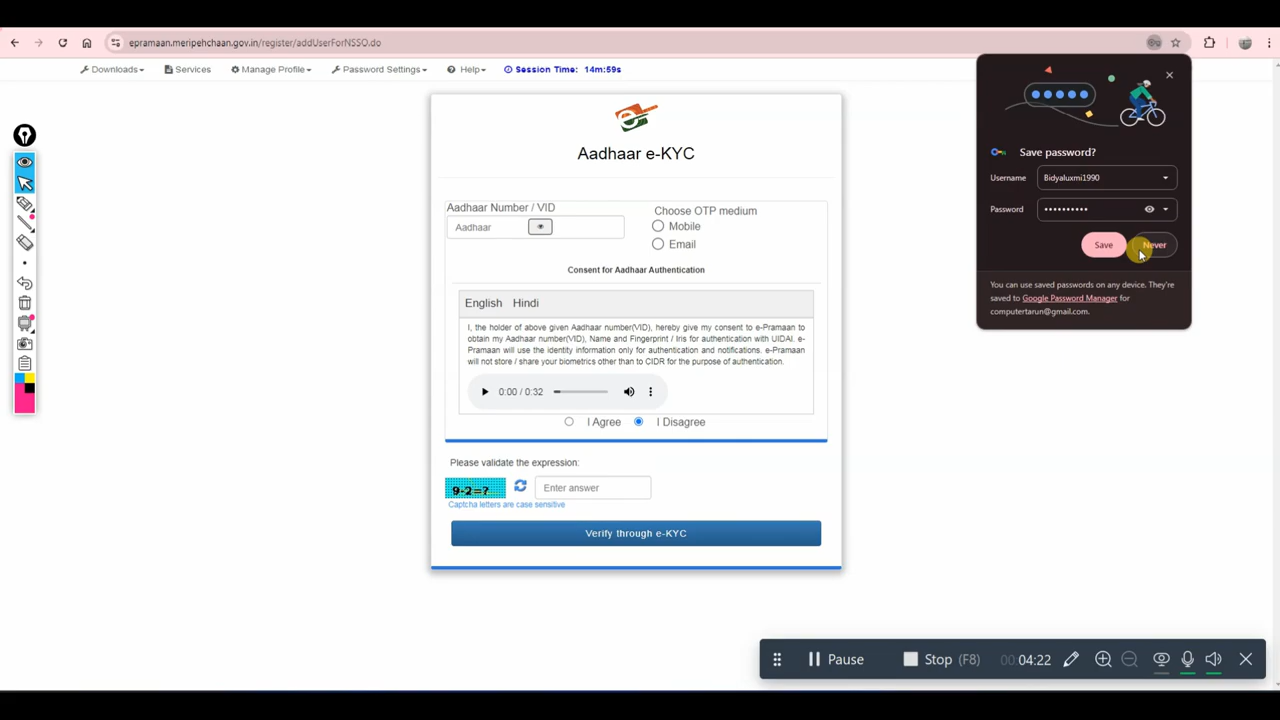 epramaan.meripehchaan.gov.in/register/addUserForNSSO.do
Downloads Services Manage Profile Password Settings Help Session Time: 14m:59s
Aadhaar e-KYC
Aadhaar Number / VID
Aadhaar
Choose OTP medium
Mobile
Email
Consent for Aadhaar Authentication
English Hindi
I, the holder of above given Aadhaar number(VID), hereby give my consent to e-Pramaan to
obtain my Aadhaar number(VID), Name and Fingerprint / Iris for authentication with UIDAI. e-
Pramaan will use the identity information only for authentication and notifications. e-Pramaan
will not store / share your biometrics other than to CIDR for the purpose of authentication.
0:00 / 0:32
I Agree I Disagree
Please validate the expression:
9-2=? Enter answer
Captcha letters are case sensitive
Verify through e-KYC
Save password?
Username Bidyaluxmi1990
Password ••••••••••
Save Never
You can use saved passwords on any device. They're
saved to Google Password Manager for
computertarun@gmail.com.
Pause Stop (F8) 00:04:22